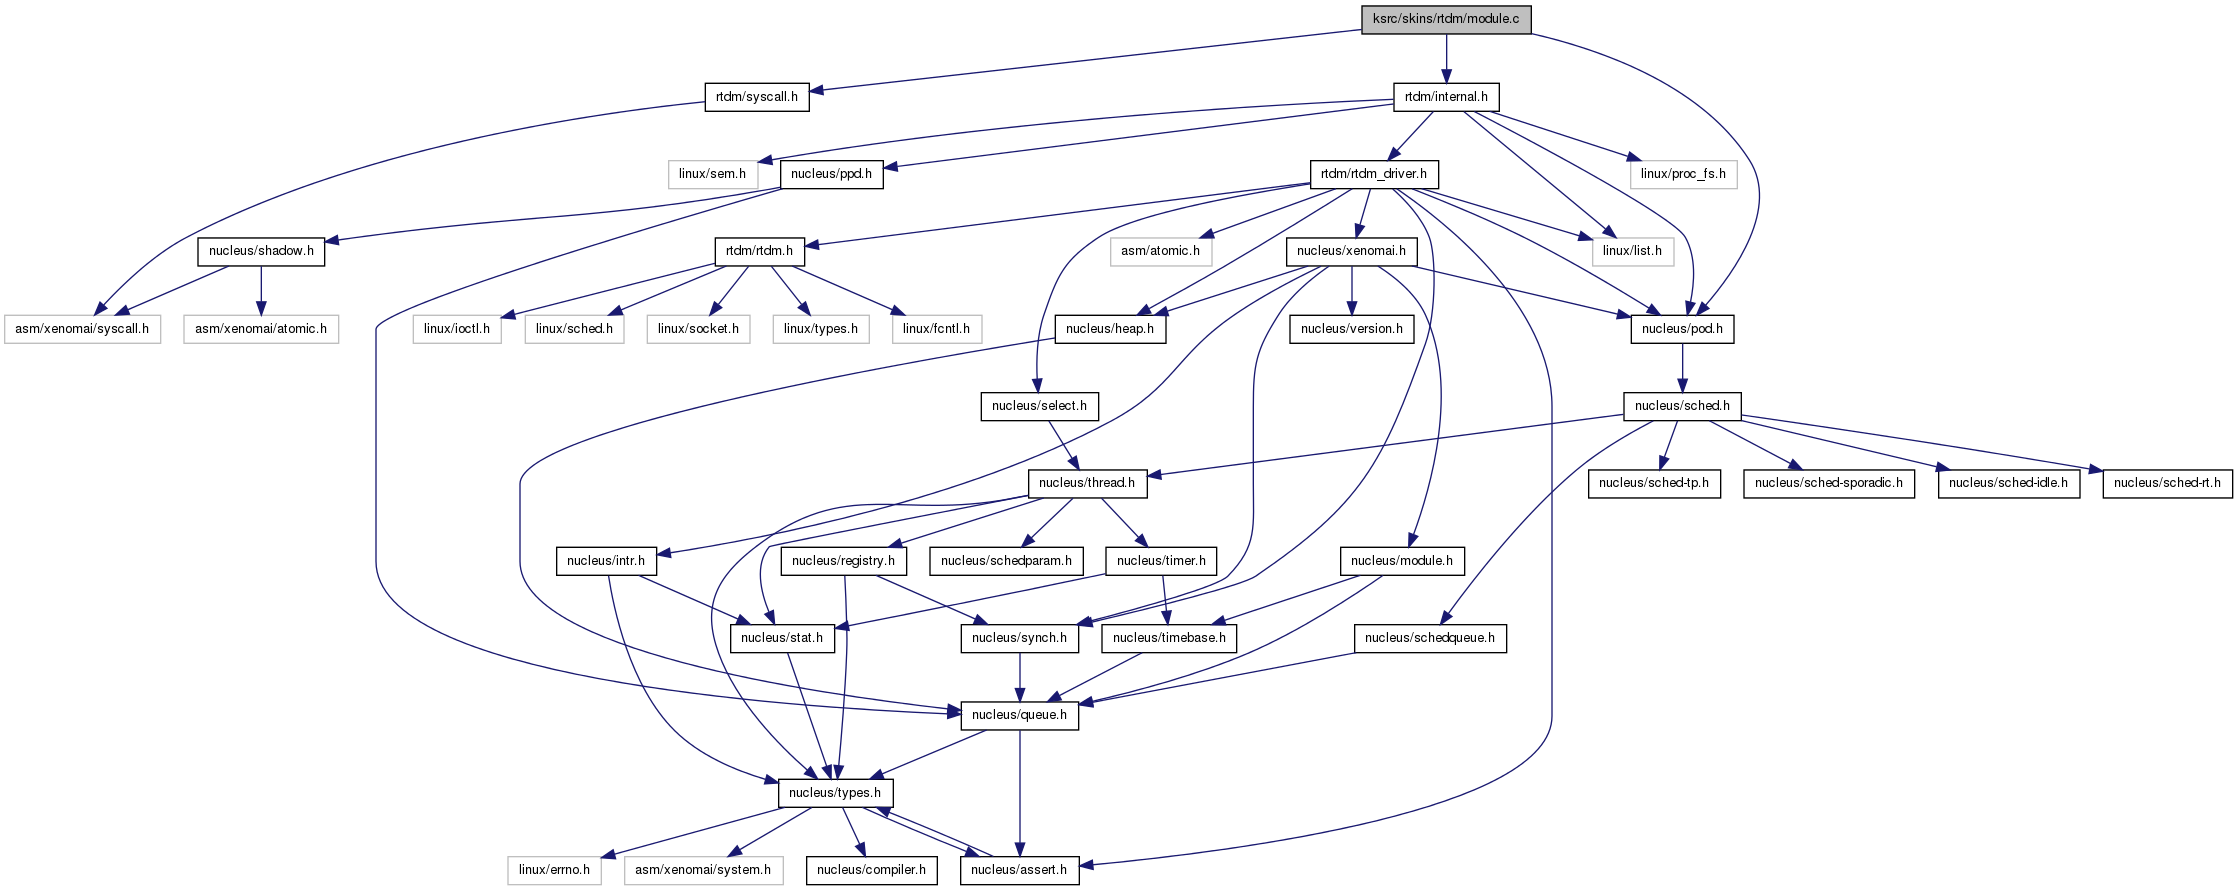 ksrc/skins/rtdm/module.c
rtdm/syscall.h
rtdm/internal.h
linux/sem.h
nucleus/ppd.h
rtdm/rtdm_driver.h
linux/proc_fs.h
nucleus/shadow.h
rtdm/rtdm.h
asm/atomic.h
nucleus/xenomai.h
linux/list.h
asm/xenomai/syscall.h
asm/xenomai/atomic.h
linux/ioctl.h
linux/sched.h
linux/socket.h
linux/types.h
linux/fcntl.h
nucleus/heap.h
nucleus/version.h
nucleus/pod.h
nucleus/select.h
nucleus/sched.h
nucleus/thread.h
nucleus/sched-tp.h
nucleus/sched-sporadic.h
nucleus/sched-idle.h
nucleus/sched-rt.h
nucleus/intr.h
nucleus/registry.h
nucleus/schedparam.h
nucleus/timer.h
nucleus/module.h
nucleus/stat.h
nucleus/synch.h
nucleus/timebase.h
nucleus/schedqueue.h
nucleus/queue.h
nucleus/types.h
linux/errno.h
asm/xenomai/system.h
nucleus/compiler.h
nucleus/assert.h